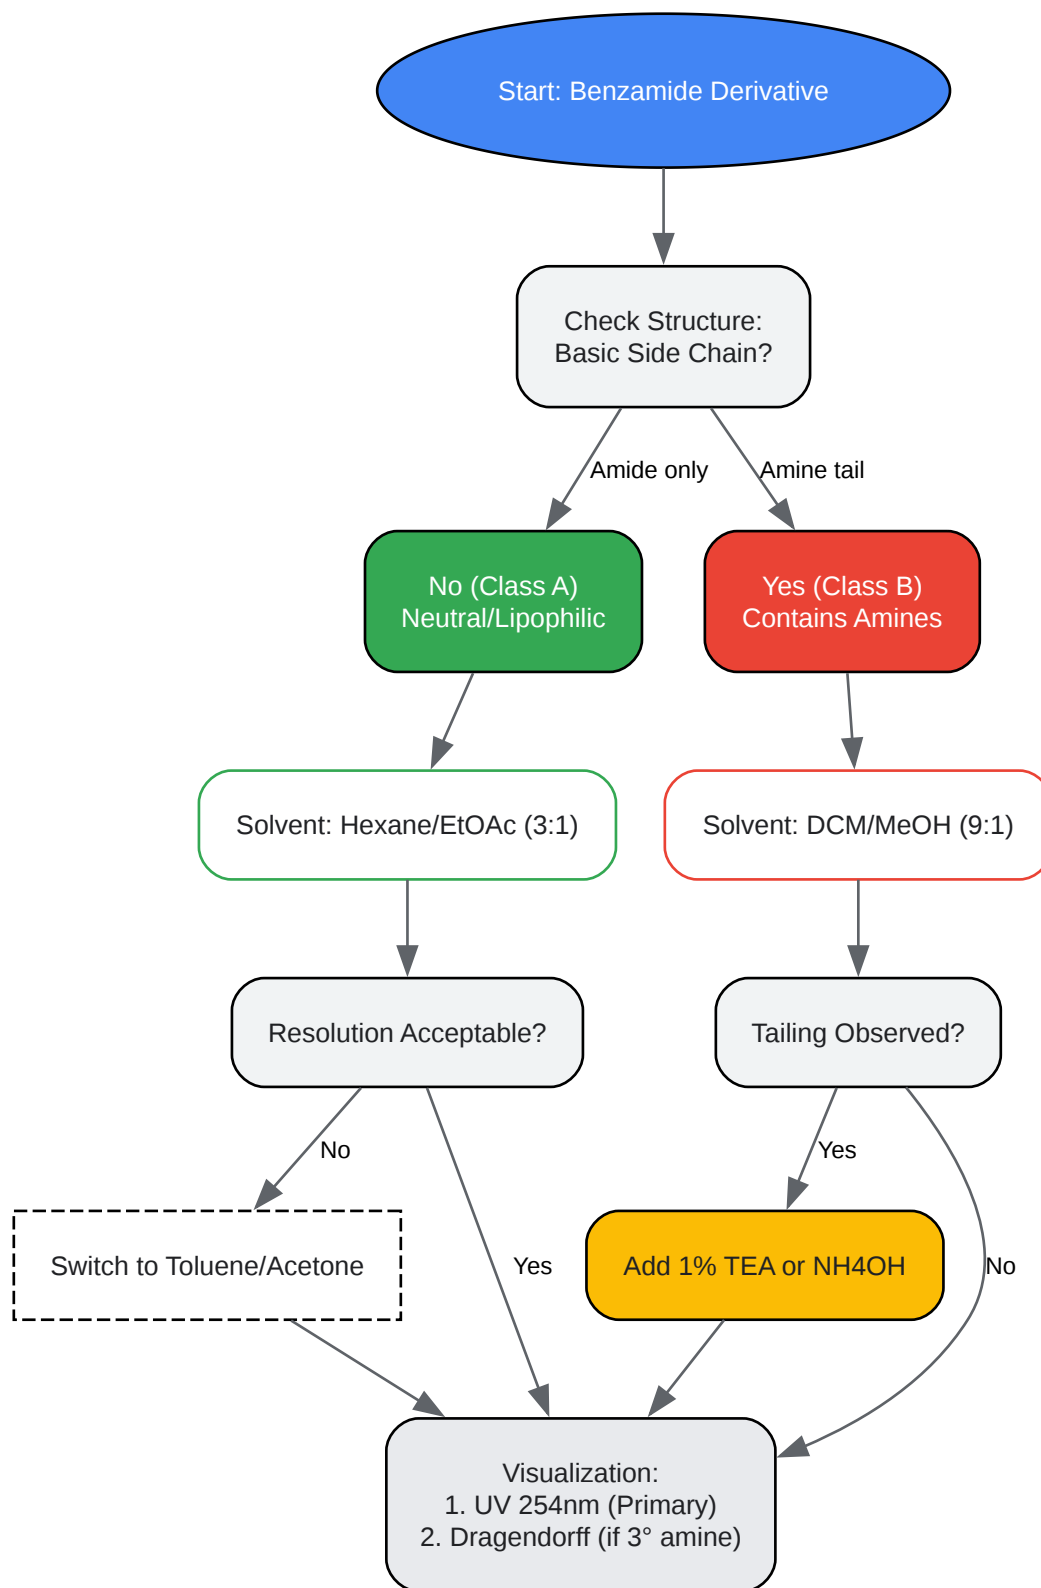 Start: Benzamide Derivative
Check Structure:
Basic Side Chain?
Amide only
Amine tail
No (Class A)
Neutral/Lipophilic
Yes (Class B)
Contains Amines
Solvent: Hexane/EtOAc (3:1)
Solvent: DCM/MeOH (9:1)
Resolution Acceptable?
Tailing Observed?
No
Yes
Switch to Toluene/Acetone
Yes
Add 1% TEA or NH4OH
No
Visualization:
1. UV 254nm (Primary)
2. Dragendorff (if 3° amine)